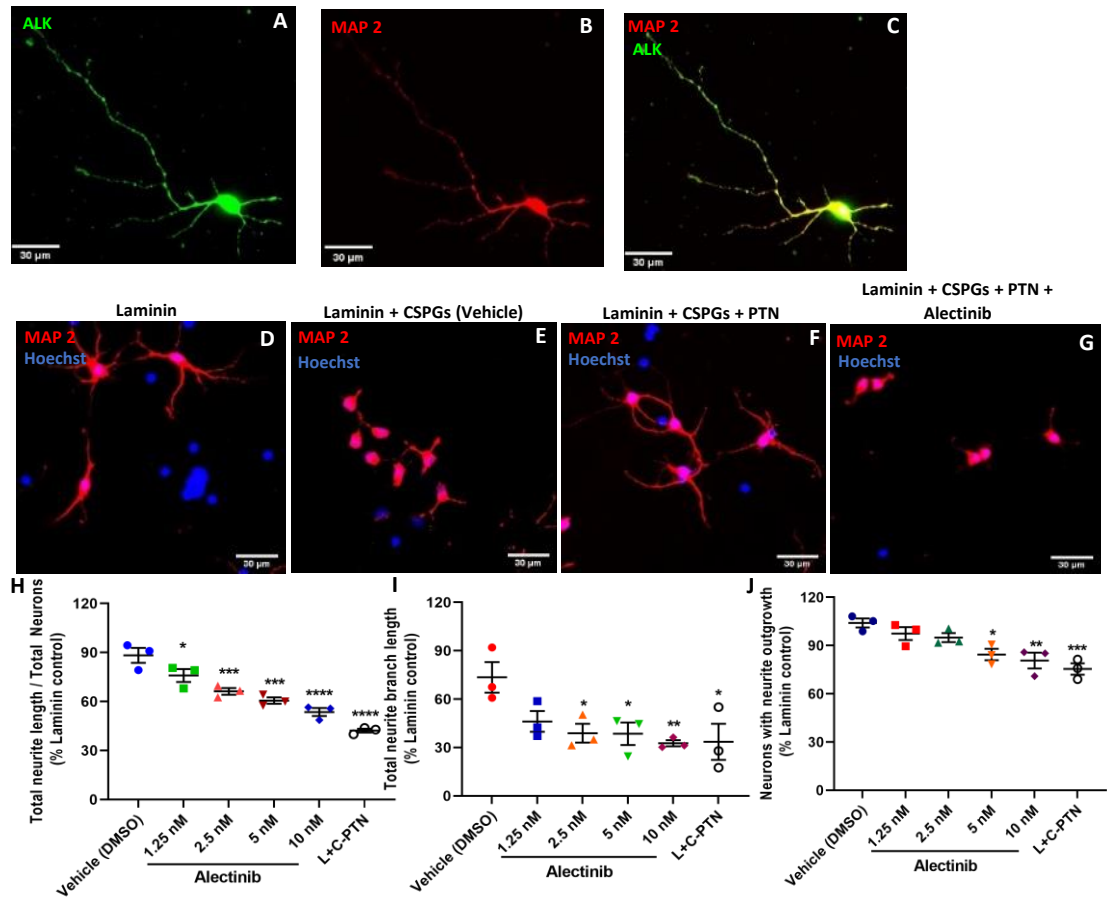 ALK
A
30 µm
MAP 2
B
30 µm
MAP 2
ALK
C
30 µm
Laminin
MAP 2
Hoechst
D
30 µm
Laminin + CSPGs (Vehicle)
MAP 2
Hoechst
E
30 µm
Laminin + CSPGs + PTN
MAP 2
Hoechst
F
30 µm
Laminin + CSPGs + PTN +
Alectinib
MAP 2
Hoechst
G
30 µm
H
Total neurite length / Total Neurons
(% Laminin control)
120
90
60
30
0
*
***
***
****
****
Vehicle (DMSO)
1.25 nM
2.5 nM
5 nM
10 nM
L+C-PTN
Alectinib
I
Total neurite branch length
(% Laminin control)
120
90
60
30
0
*
*
**
*
Vehicle (DMSO)
1.25 nM
2.5 nM
5 nM
10 nM
L+C-PTN
Alectinib
J
Neurons with neurite outgrowth
(% Laminin control)
120
90
60
30
0
*
**
***
Vehicle (DMSO)
1.25 nM
2.5 nM
5 nM
10 nM
L+C-PTN
Alectinib